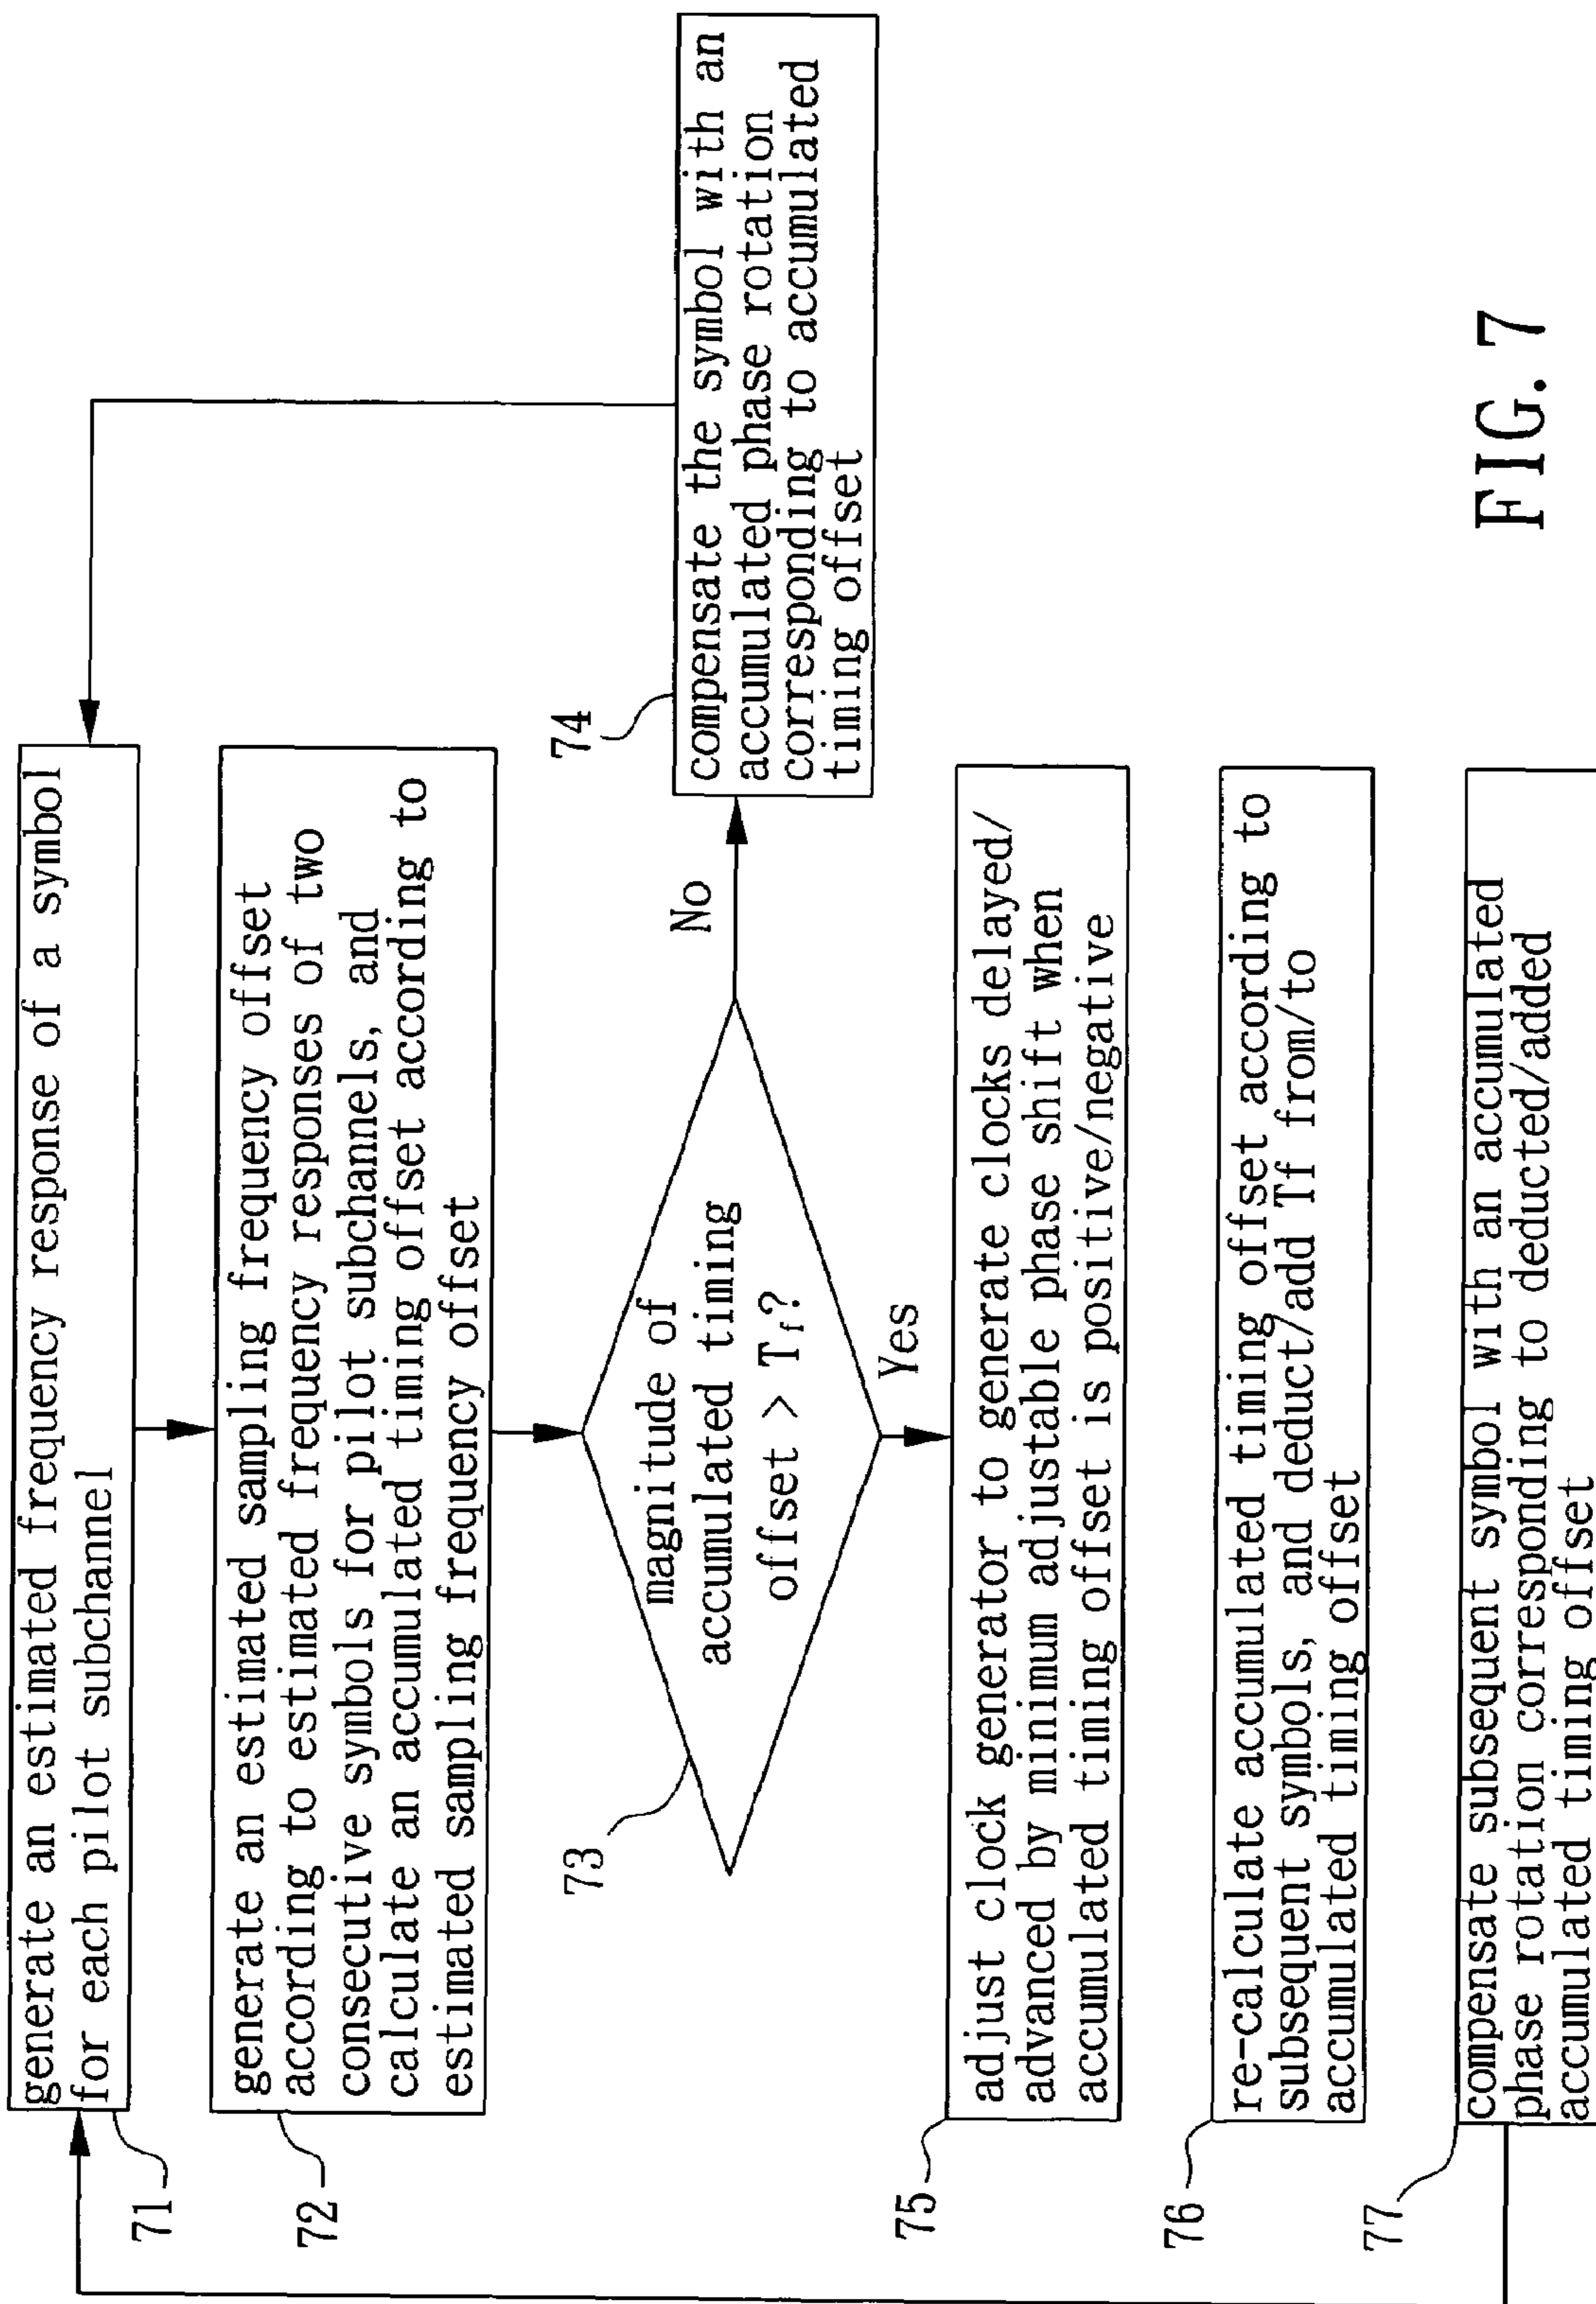 generate an estimated frequency response of a symbol
for each pilot subchannel
71
generate an estimated sampling frequency offset
according to estimated frequency responses of two
consecutive symbols for pilot subchannels, and
calculate an accumulated timing offset according to
estimated sampling frequency offset
72
magnitude of
accumulated timing
offset > Tf?
73
No
74
compensate the symbol with an
accumulated phase rotation
corresponding to accumulated
timing offset
Yes
adjust clock generator to generate clocks delayed/
advanced by minimum adjustable phase shift when
accumulated timing offset is positive/negative
75
re-calculate accumulated timing offset according to
subsequent symbols, and deduct/add Tf from/to
accumulated timing offset
76
compensate subsequent symbol with an accumulated
phase rotation corresponding to deducted/added
accumulated timing offset
77
FIG. 7